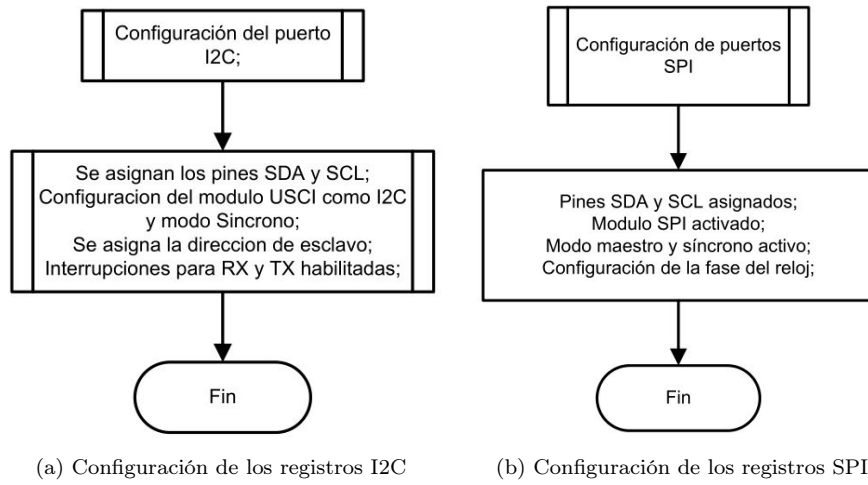 Configuración del puerto
I2C;
Se asignan los pines SDA y SCL;
Configuracion del modulo USCI como I2C
y modo Sincrono;
Se asigna la direccion de esclavo;
Interrupciones para RX y TX habilitadas;
Fin
(a) Configuración de los registros I2C
Configuración de puertos
SPI
Pines SDA y SCL asignados;
Modulo SPI activado;
Modo maestro y síncrono activo;
Configuración de la fase del reloj;
Fin
(b) Configuración de los registros SPI